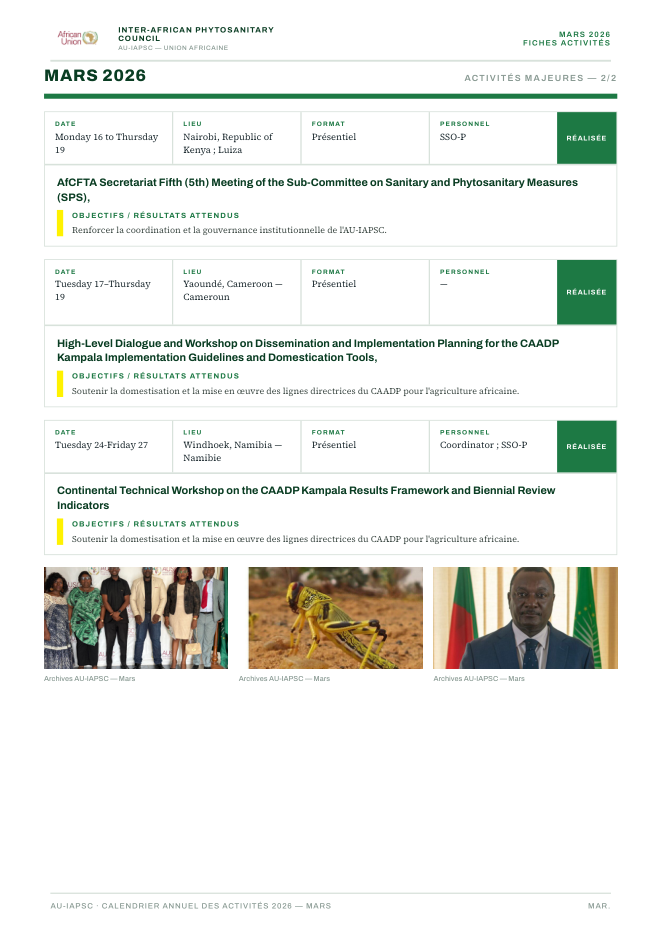 African
Union
INTER-AFRICAN PHYTOSANITARY
COUNCIL
AU-IAPSC — UNION AFRICAINE
MARS 2026
FICHES ACTIVITÉS
MARS 2026
ACTIVITÉS MAJEURES — 2/2
DATE
Monday 16 to Thursday
19
LIEU
Nairobi, Republic of
Kenya ; Luiza
FORMAT
Présentiel
PERSONNEL
SSO-P
RÉALISÉE
AfCFTA Secretariat Fifth (5th) Meeting of the Sub-Committee on Sanitary and Phytosanitary Measures
(SPS),
OBJECTIFS / RÉSULTATS ATTENDUS
Renforcer la coordination et la gouvernance institutionnelle de l'AU-IAPSC.
DATE
Tuesday 17–Thursday
19
LIEU
Yaoundé, Cameroon —
Cameroun
FORMAT
Présentiel
PERSONNEL
—
RÉALISÉE
High-Level Dialogue and Workshop on Dissemination and Implementation Planning for the CAADP
Kampala Implementation Guidelines and Domestication Tools,
OBJECTIFS / RÉSULTATS ATTENDUS
Soutenir la domestisation et la mise en œuvre des lignes directrices du CAADP pour l'agriculture africaine.
DATE
Tuesday 24-Friday 27
LIEU
Windhoek, Namibia —
Namibie
FORMAT
Présentiel
PERSONNEL
Coordinator ; SSO-P
RÉALISÉE
Continental Technical Workshop on the CAADP Kampala Results Framework and Biennial Review
Indicators
OBJECTIFS / RÉSULTATS ATTENDUS
Soutenir la domestisation et la mise en œuvre des lignes directrices du CAADP pour l'agriculture africaine.
Archives AU-IAPSC — Mars
Archives AU-IAPSC — Mars
Archives AU-IAPSC — Mars
AU-IAPSC · CALENDRIER ANNUEL DES ACTIVITÉS 2026 — MARS
MAR.